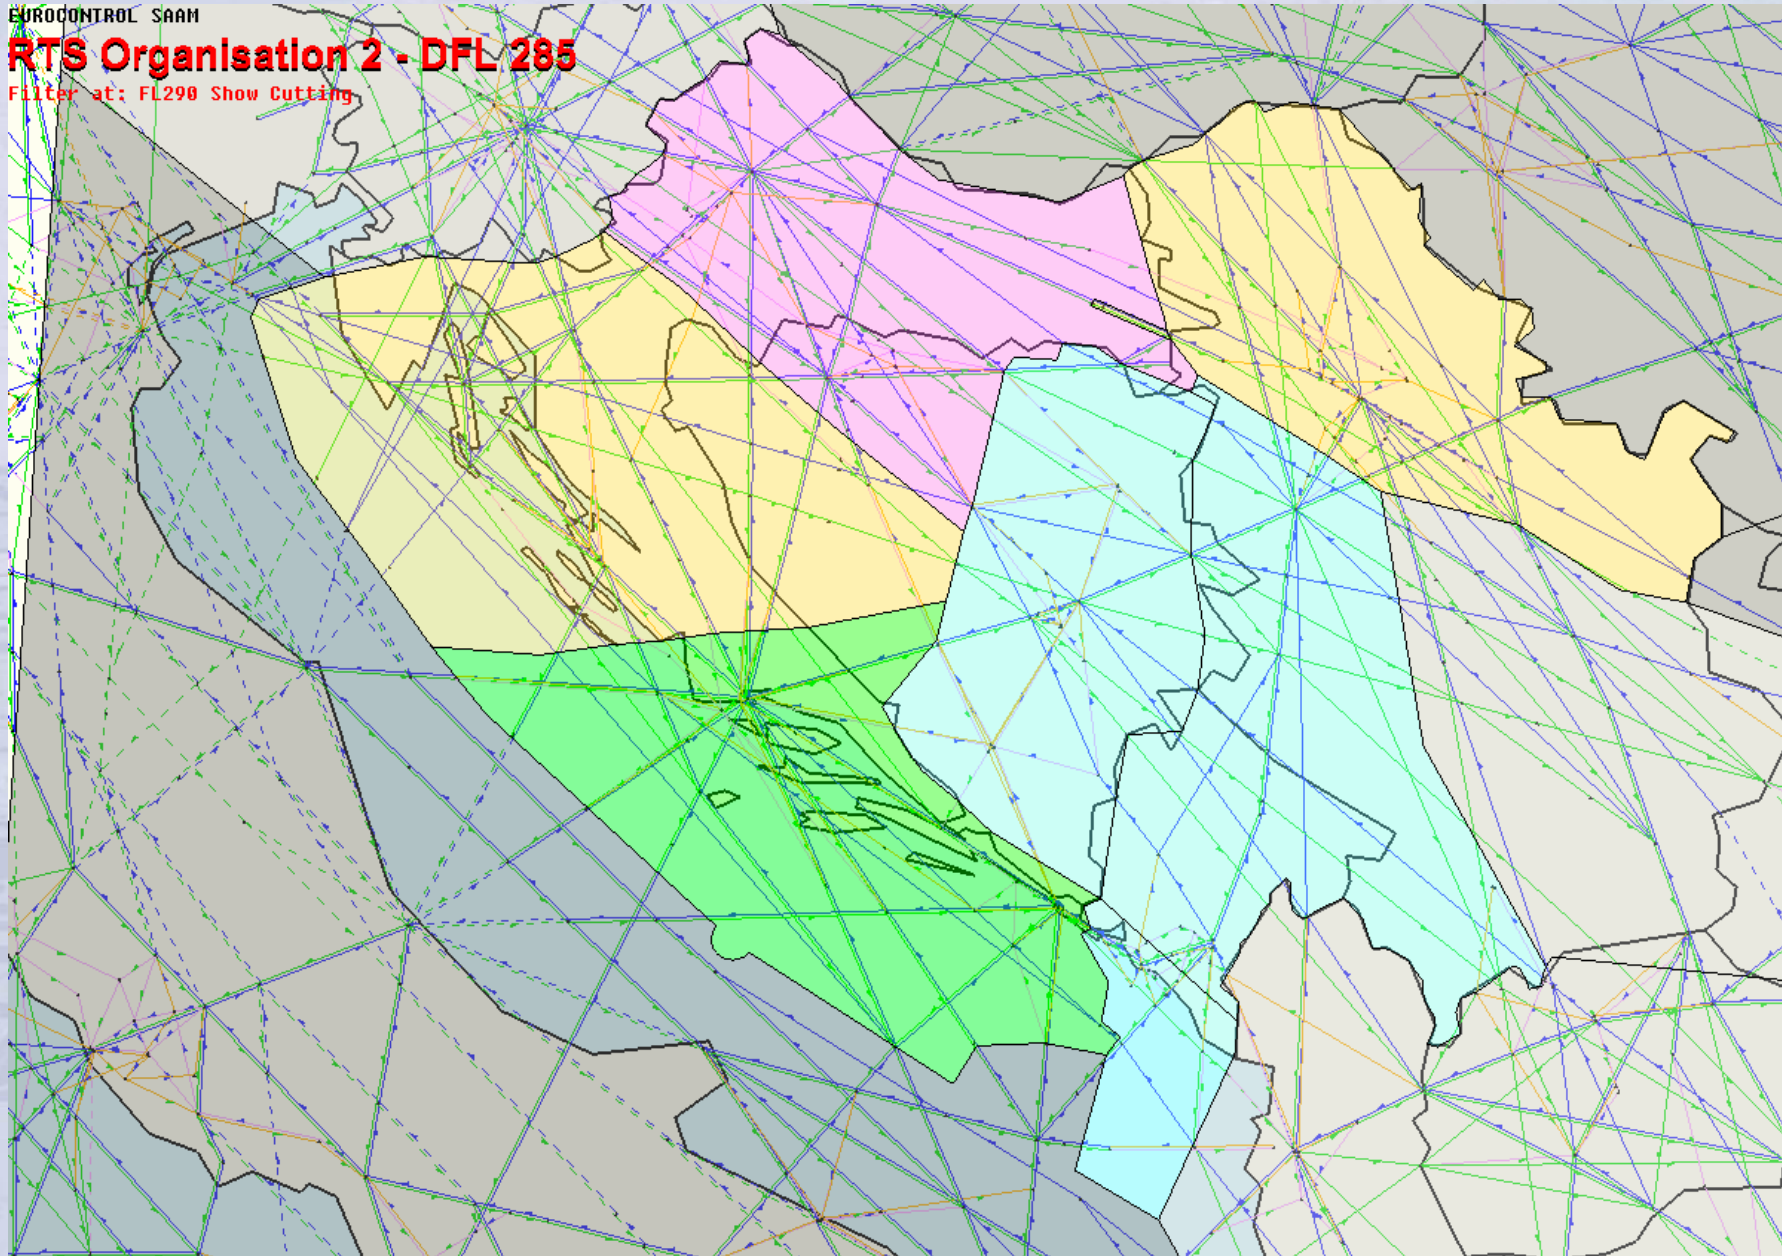 EUROCONTROL SAAM
RTS Organisation 2 - DFL 285
Filter at: FL290 Show Cutting